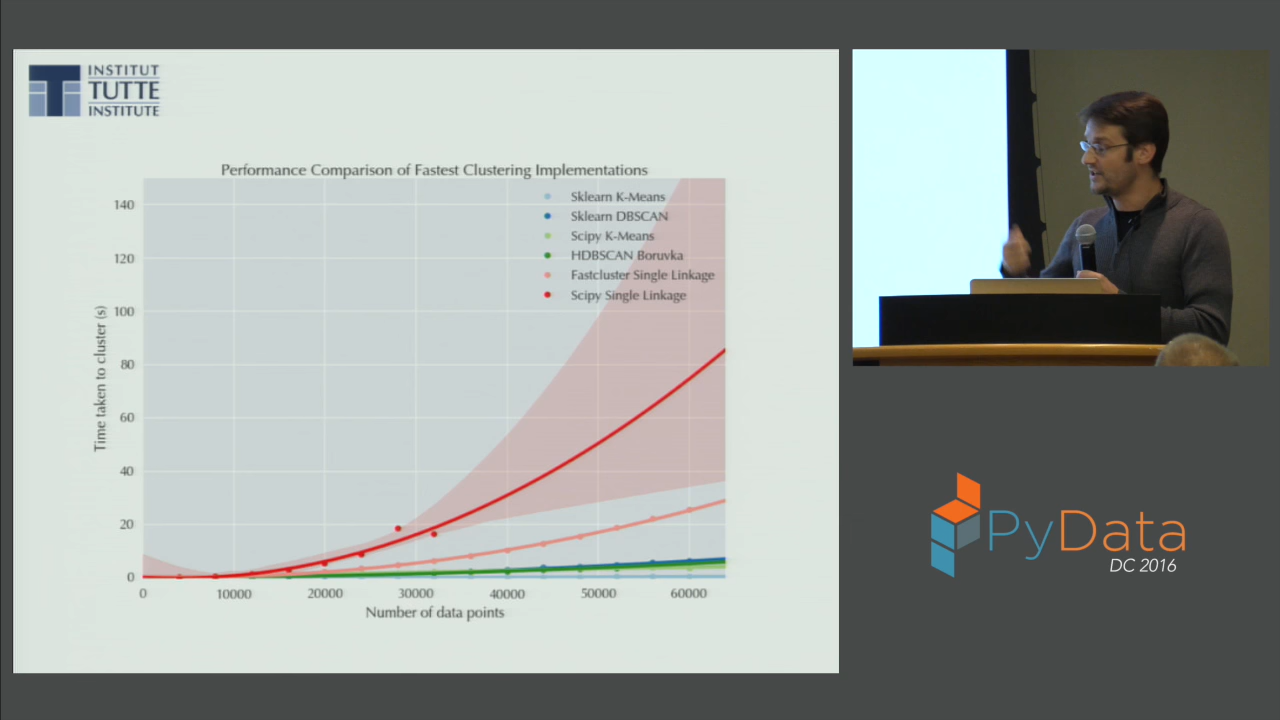 INSTITUT
TUTTE
INSTITUTE
Performance Comparison of Fastest Clustering Implementations
Sklearn K-Means
Sklearn DBSCAN
Scipy K-Means
HDBSCAN Boruvka
Fastcluster Single Linkage
Scipy Single Linkage
Time taken to cluster (s)
140
120
100
80
60
40
20
0
0 10000 20000 30000 40000 50000 60000
Number of data points
PyData
DC 2016